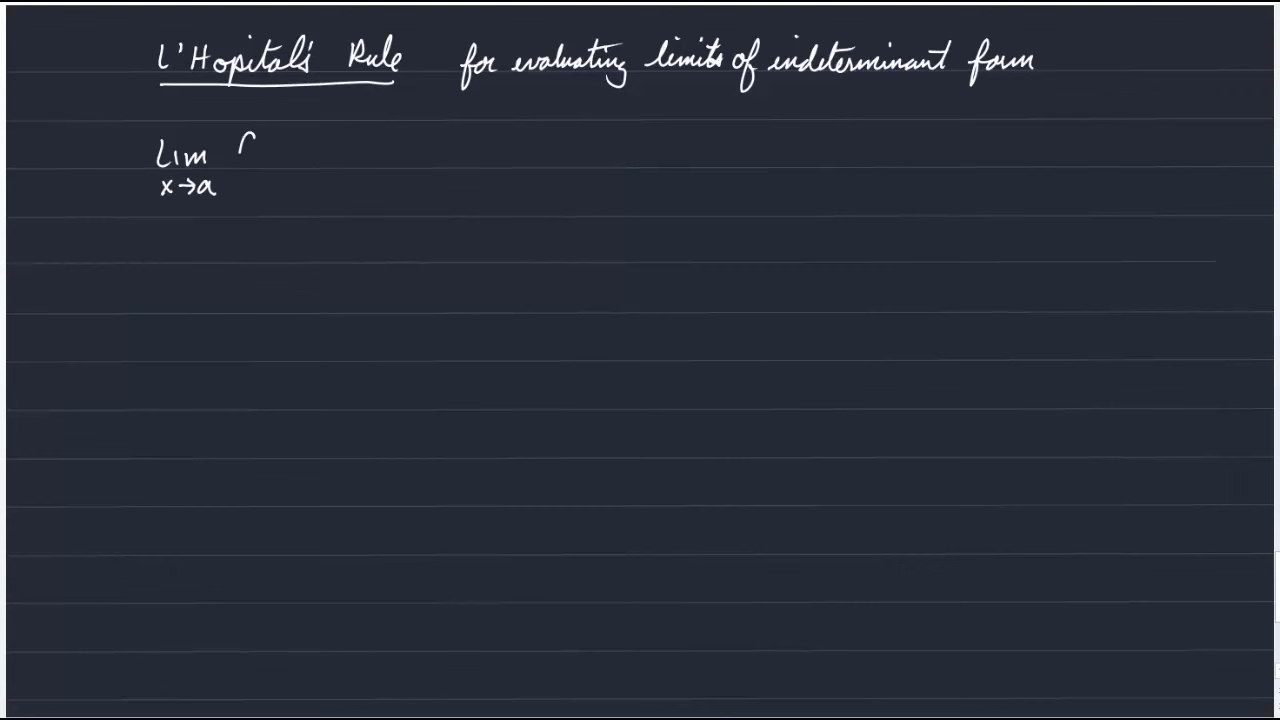 L'Hopital's Rule for evaluating limits of indeterminant form
Lim
x→a